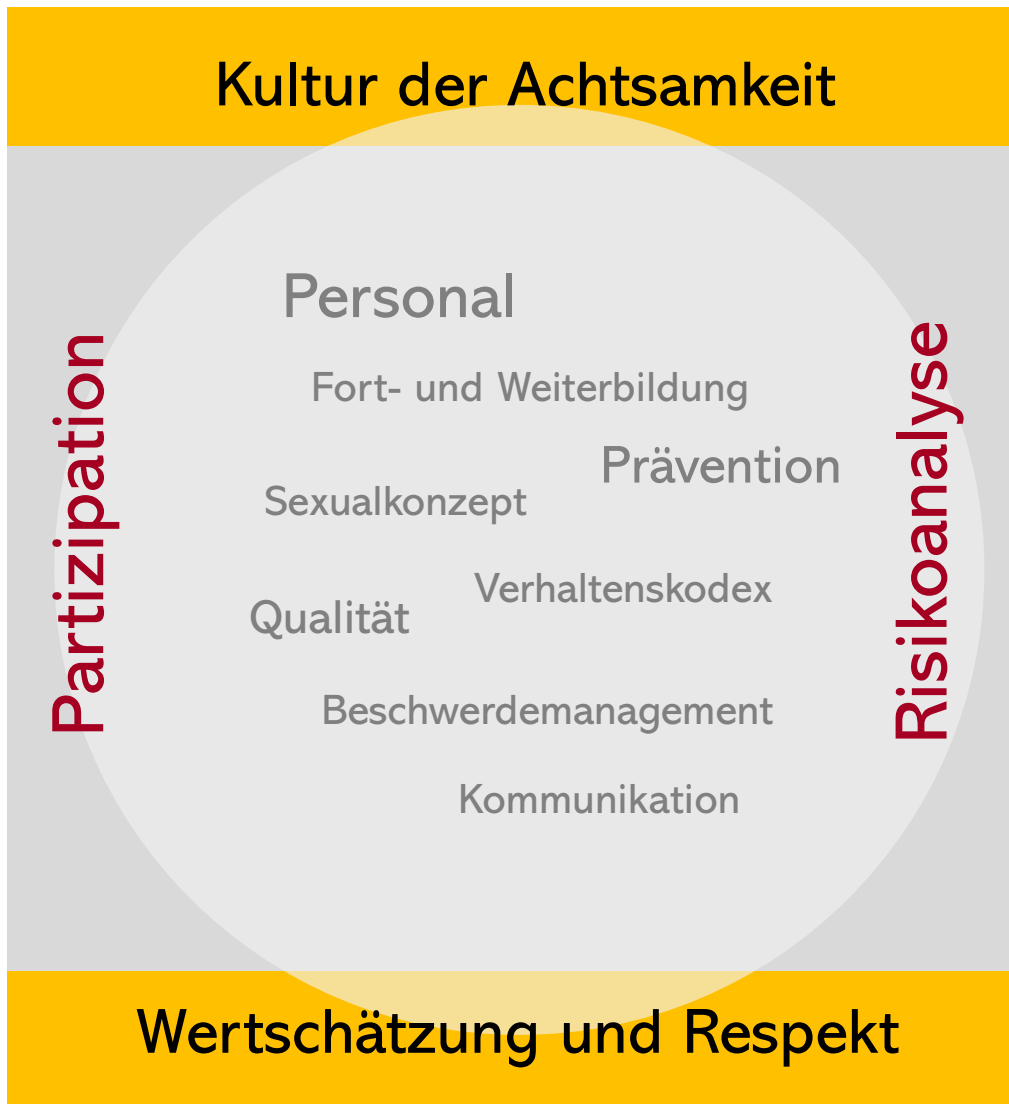 Kultur der Achtsamkeit
Partizipation
Personal
Fort- und Weiterbildung
Prävention
Sexualkonzept
Verhaltenskodex
Qualität
Beschwerdemanagement
Kommunikation
Risikoanalyse
Wertschätzung und Respekt